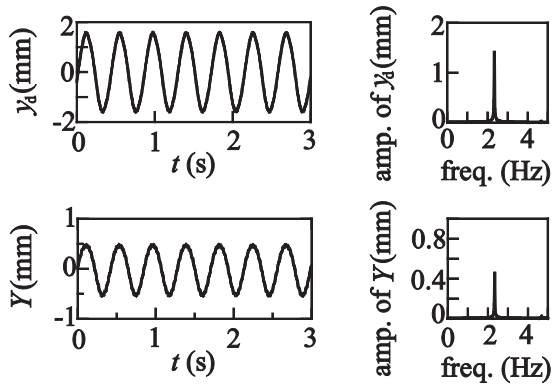 2
0
-2
y_d(mm)
0 1 2 3
t (s)
2
1
0
amp. of y_d(mm)
0 2 4
freq. (Hz)
1
0
-1
Y(mm)
0 1 2 3
t (s)
0.8
0.4
0
amp. of Y(mm)
0 2 4
freq. (Hz)